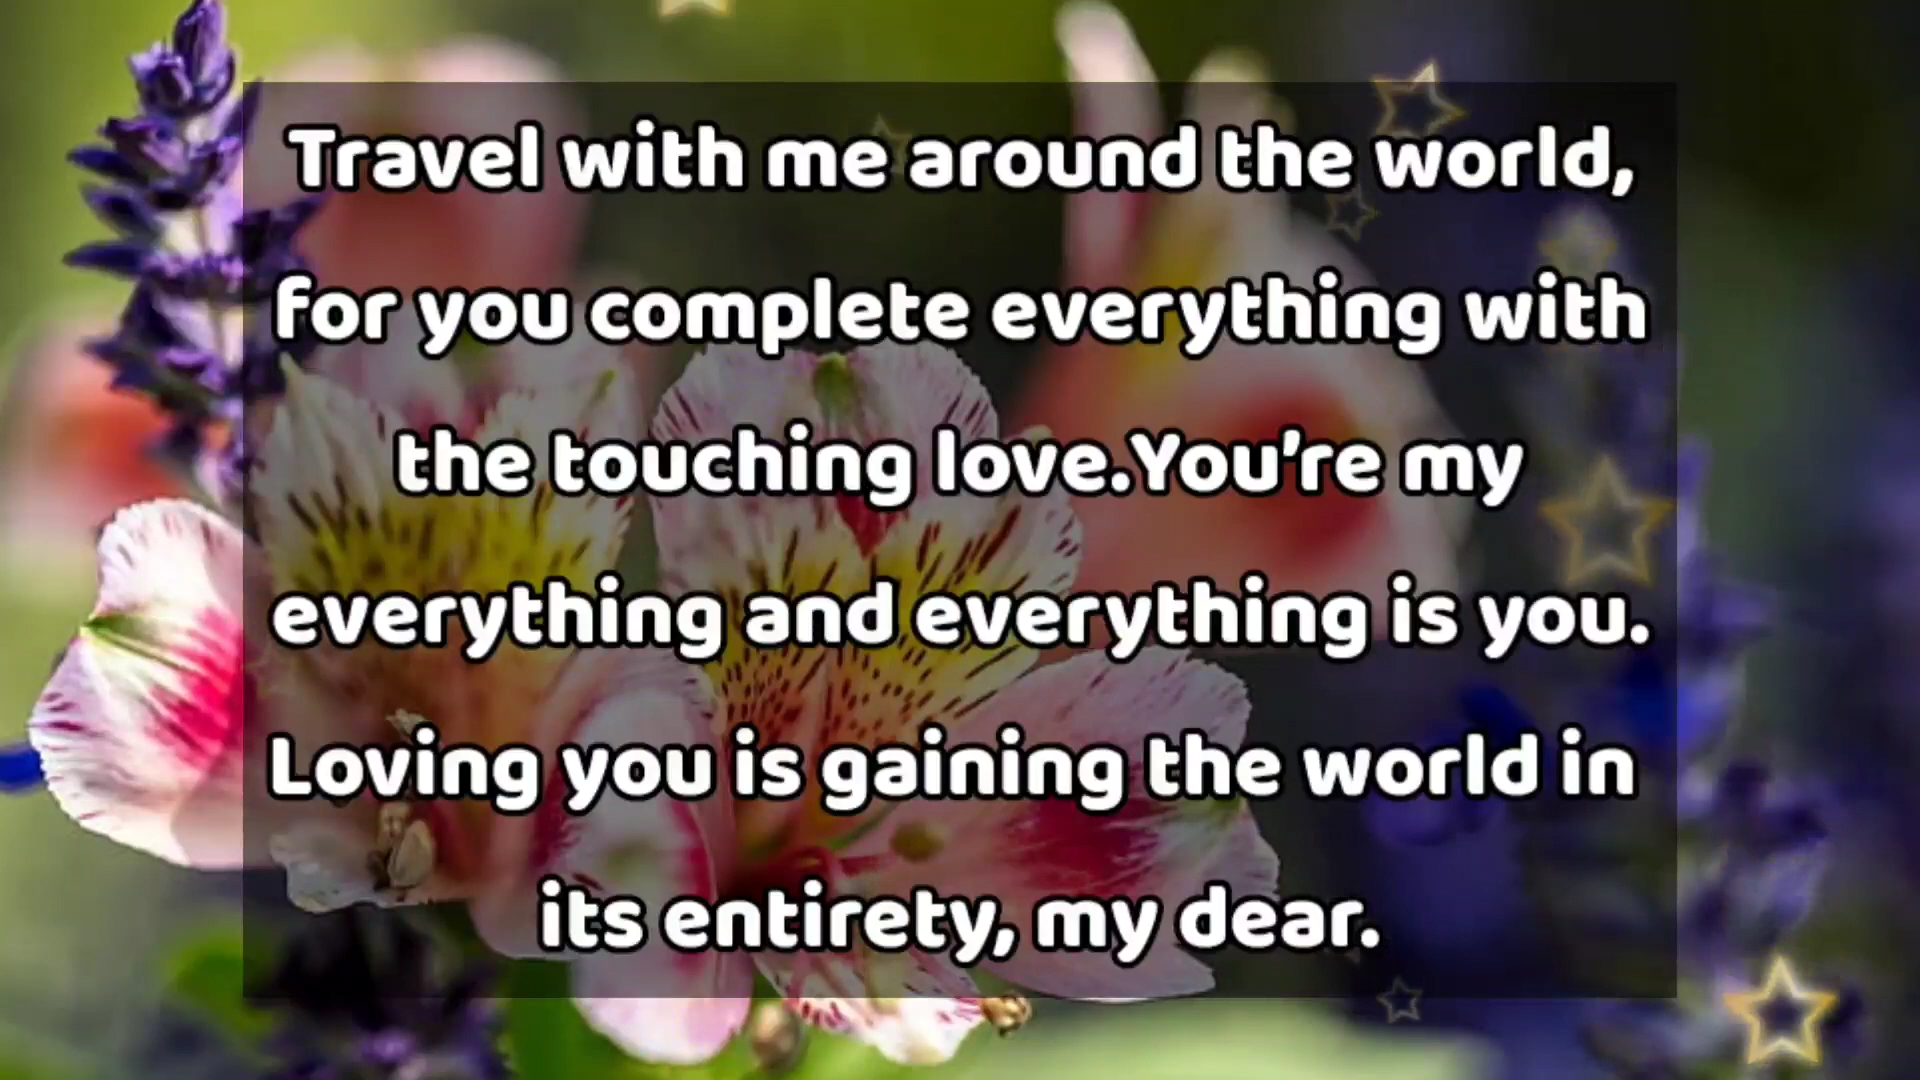 Travel with me around the world,
for you complete everything with
the touching love.You're my
everything and everything is you.
Loving you is gaining the world in
its entirety, my dear.